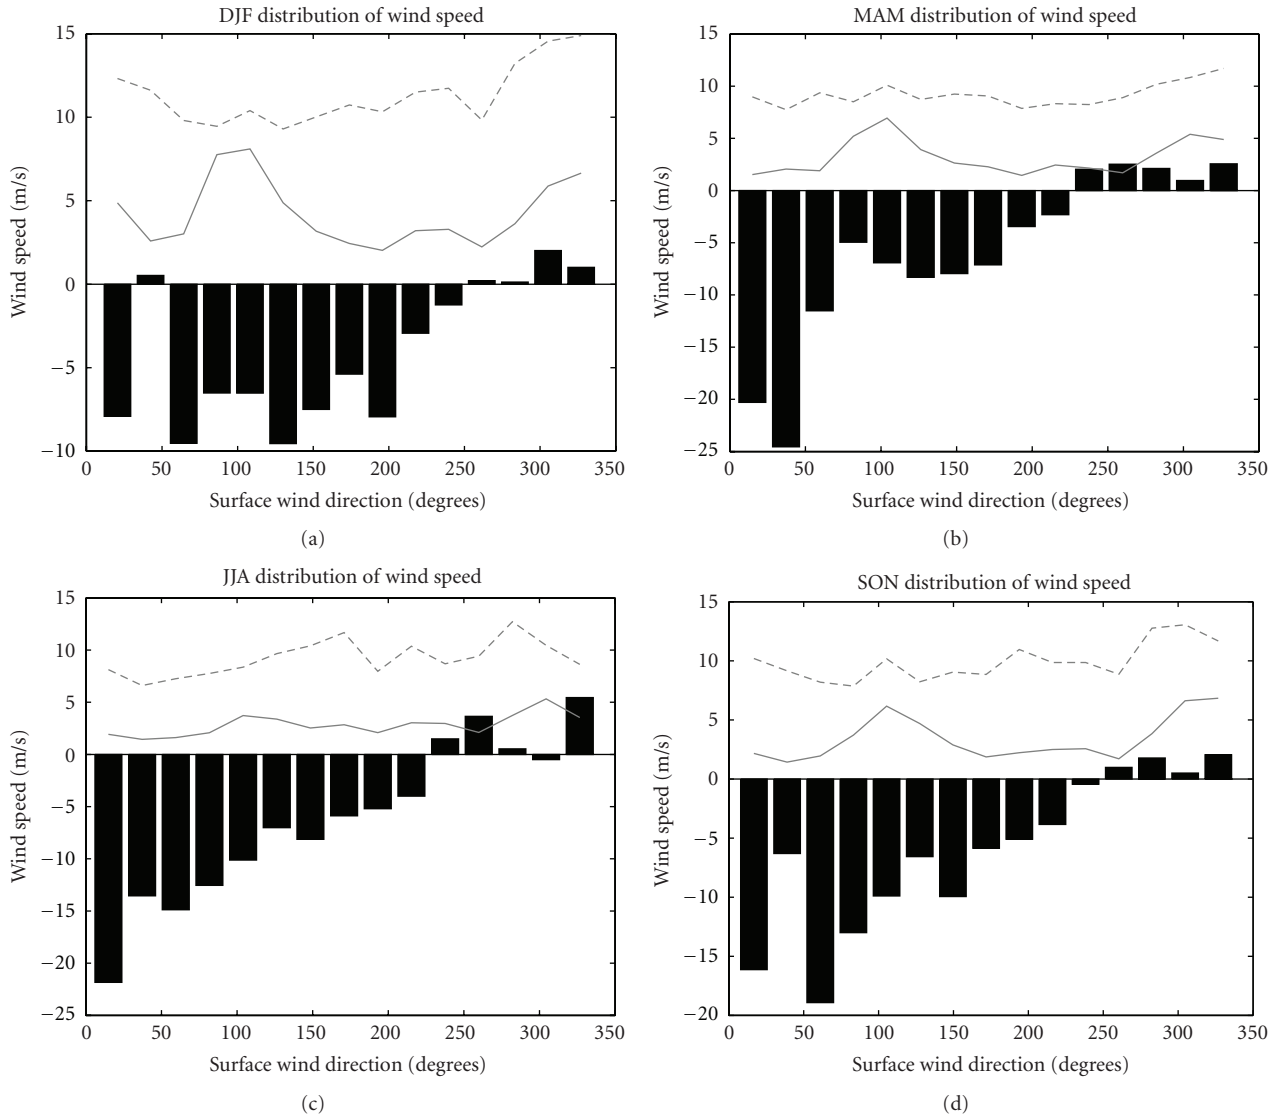 DJF distribution of wind speed
15
10
5
0
−5
−10
Wind speed (m/s)
0 50 100 150 200 250 300 350
Surface wind direction (degrees)
(a)
MAM distribution of wind speed
15
10
5
0
−5
−10
−15
−20
−25
Wind speed (m/s)
0 50 100 150 200 250 300 350
Surface wind direction (degrees)
(b)
JJA distribution of wind speed
15
10
5
0
−5
−10
−15
−20
−25
Wind speed (m/s)
0 50 100 150 200 250 300 350
Surface wind direction (degrees)
(c)
SON distribution of wind speed
15
10
5
0
−5
−10
−15
−20
Wind speed (m/s)
0 50 100 150 200 250 300 350
Surface wind direction (degrees)
(d)